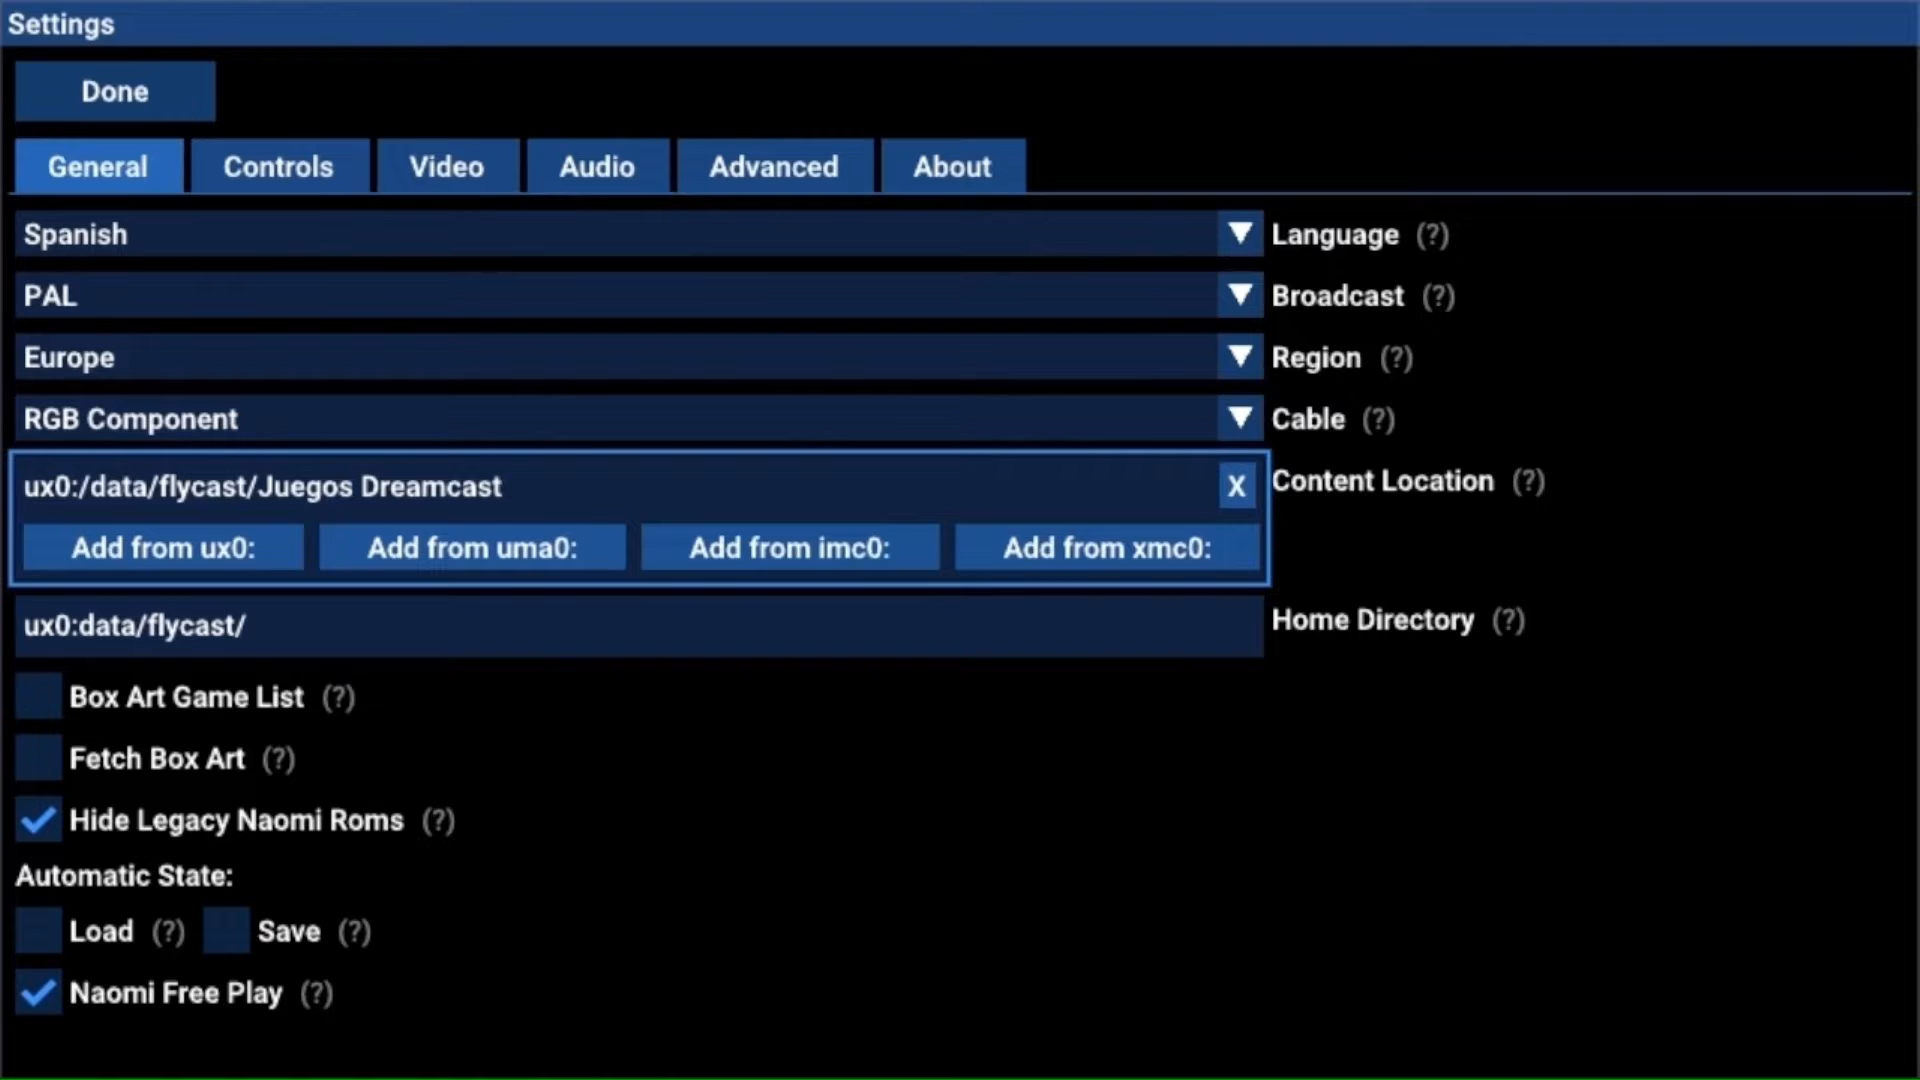 Settings
Done
General Controls Video Audio Advanced About
Spanish Language (?)
PAL Broadcast (?)
Europe Region (?)
RGB Component Cable (?)
ux0:/data/flycast/Juegos Dreamcast X Content Location (?)
Add from ux0: Add from uma0: Add from imc0: Add from xmc0:
ux0:data/flycast/ Home Directory (?)
Box Art Game List (?)
Fetch Box Art (?)
Hide Legacy Naomi Roms (?)
Automatic State:
Load (?) Save (?)
Naomi Free Play (?)